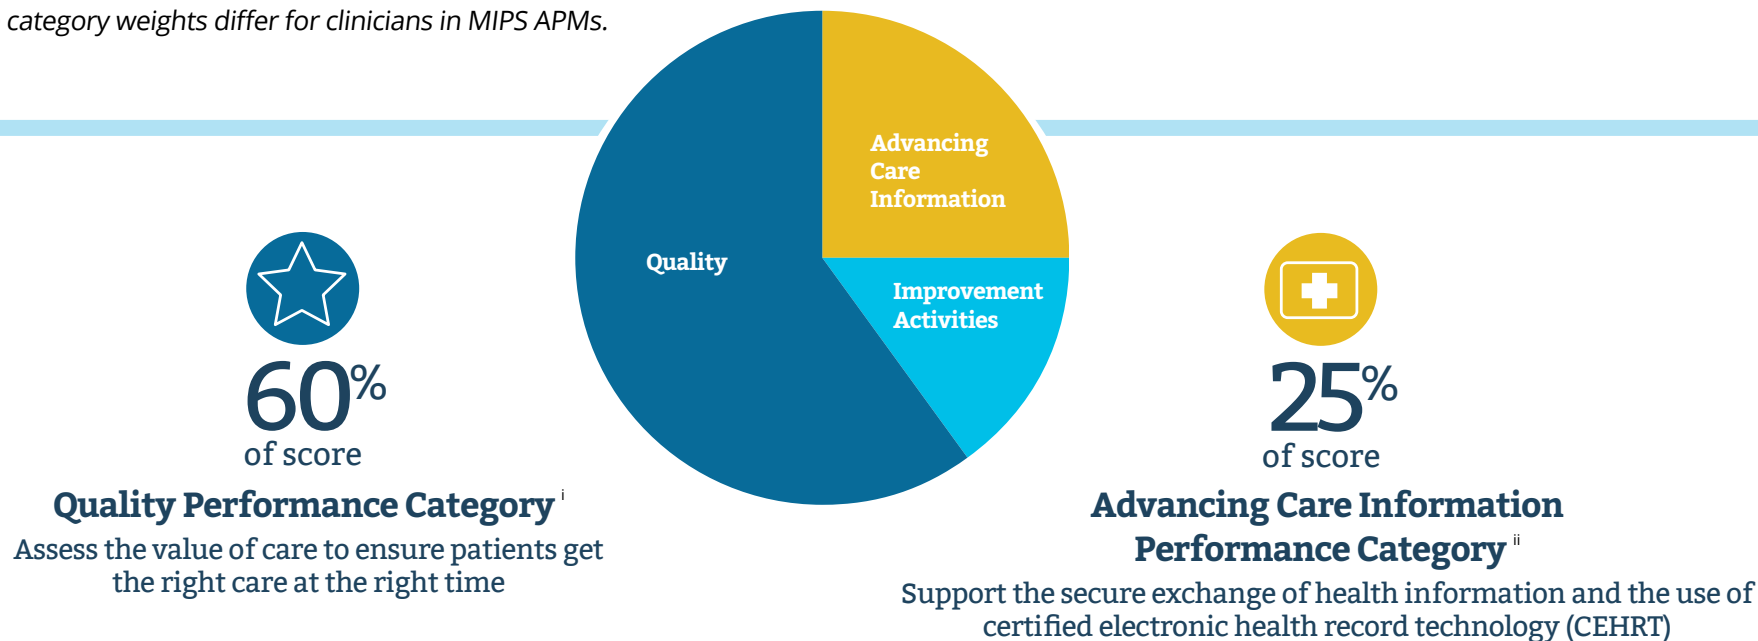 category weights differ for clinicians in MIPS APMs.
Advancing
Care
Information
Quality
Improvement
Activities
60%
of score
Quality Performance Category i
Assess the value of care to ensure patients get
the right care at the right time
25%
of score
Advancing Care Information
Performance Category ii
Support the secure exchange of health information and the use of
certified electronic health record technology (CEHRT)